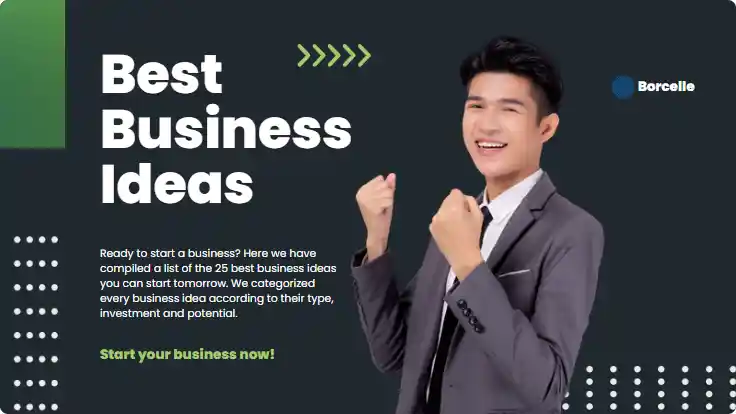 Best
Business
Ideas
Borcelle
Ready to start a business? Here we have
compiled a list of the 25 best business ideas
you can start tomorrow. We categorized
every business idea according to their type,
investment and potential.
Start your business now!